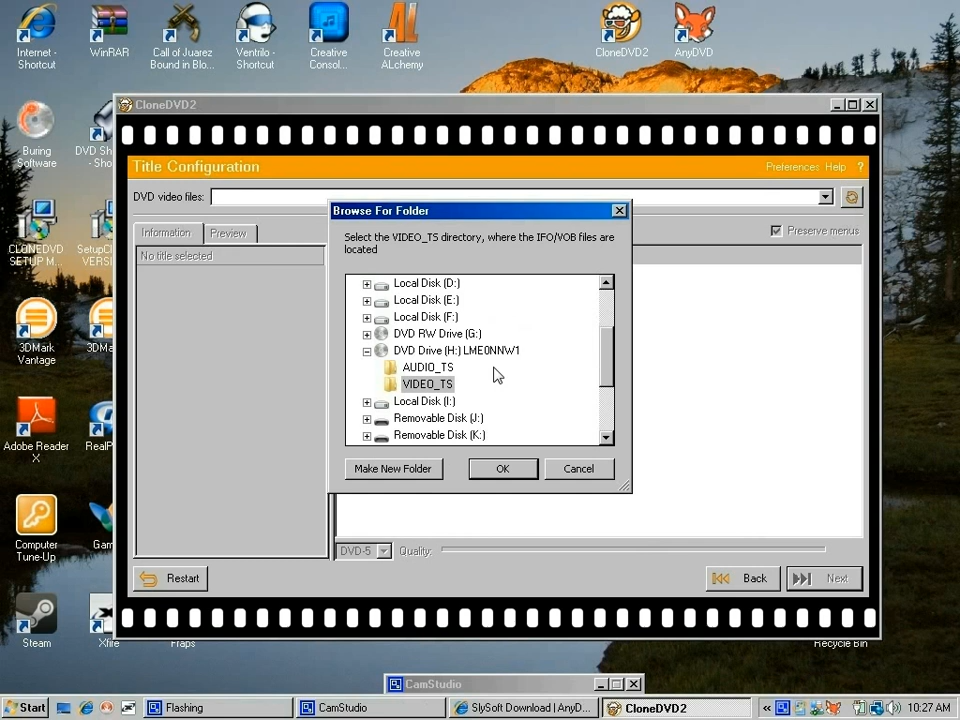 Internet - Shortcut
WinRAR
Call of Juarez Bound in Blo...
Ventrilo - Shortcut
Creative Consol...
Creative ALchemy
CloneDVD2
AnyDVD
CloneDVD2
Title Configuration
Preferences Help ?
DVD video files:
Information
Preview
Preserve menus
No title selected
Browse For Folder
Select the VIDEO_TS directory, where the IFO/VOB files are
located
Local Disk (D:)
Local Disk (E:)
Local Disk (F:)
DVD RW Drive (G:)
DVD Drive (H:) LME0NNW1
AUDIO_TS
VIDEO_TS
Local Disk (I:)
Removable Disk (J:)
Removable Disk (K:)
Make New Folder
OK
Cancel
DVD-5
Quality:
Restart
Back
Next
Buring
Software
DVD Sh
- Sho
CLONEDVD
SETUP M...
SetupCl
VERSI
3DMark
Vantage
3DMa
Adobe Reader
X
RealP
Computer
Tune-Up
Gam
Steam
Xfire
Fraps
Recycle Bin
CamStudio
Start
Flashing
CamStudio
SlySoft Download | AnyD...
CloneDVD2
10:27 AM